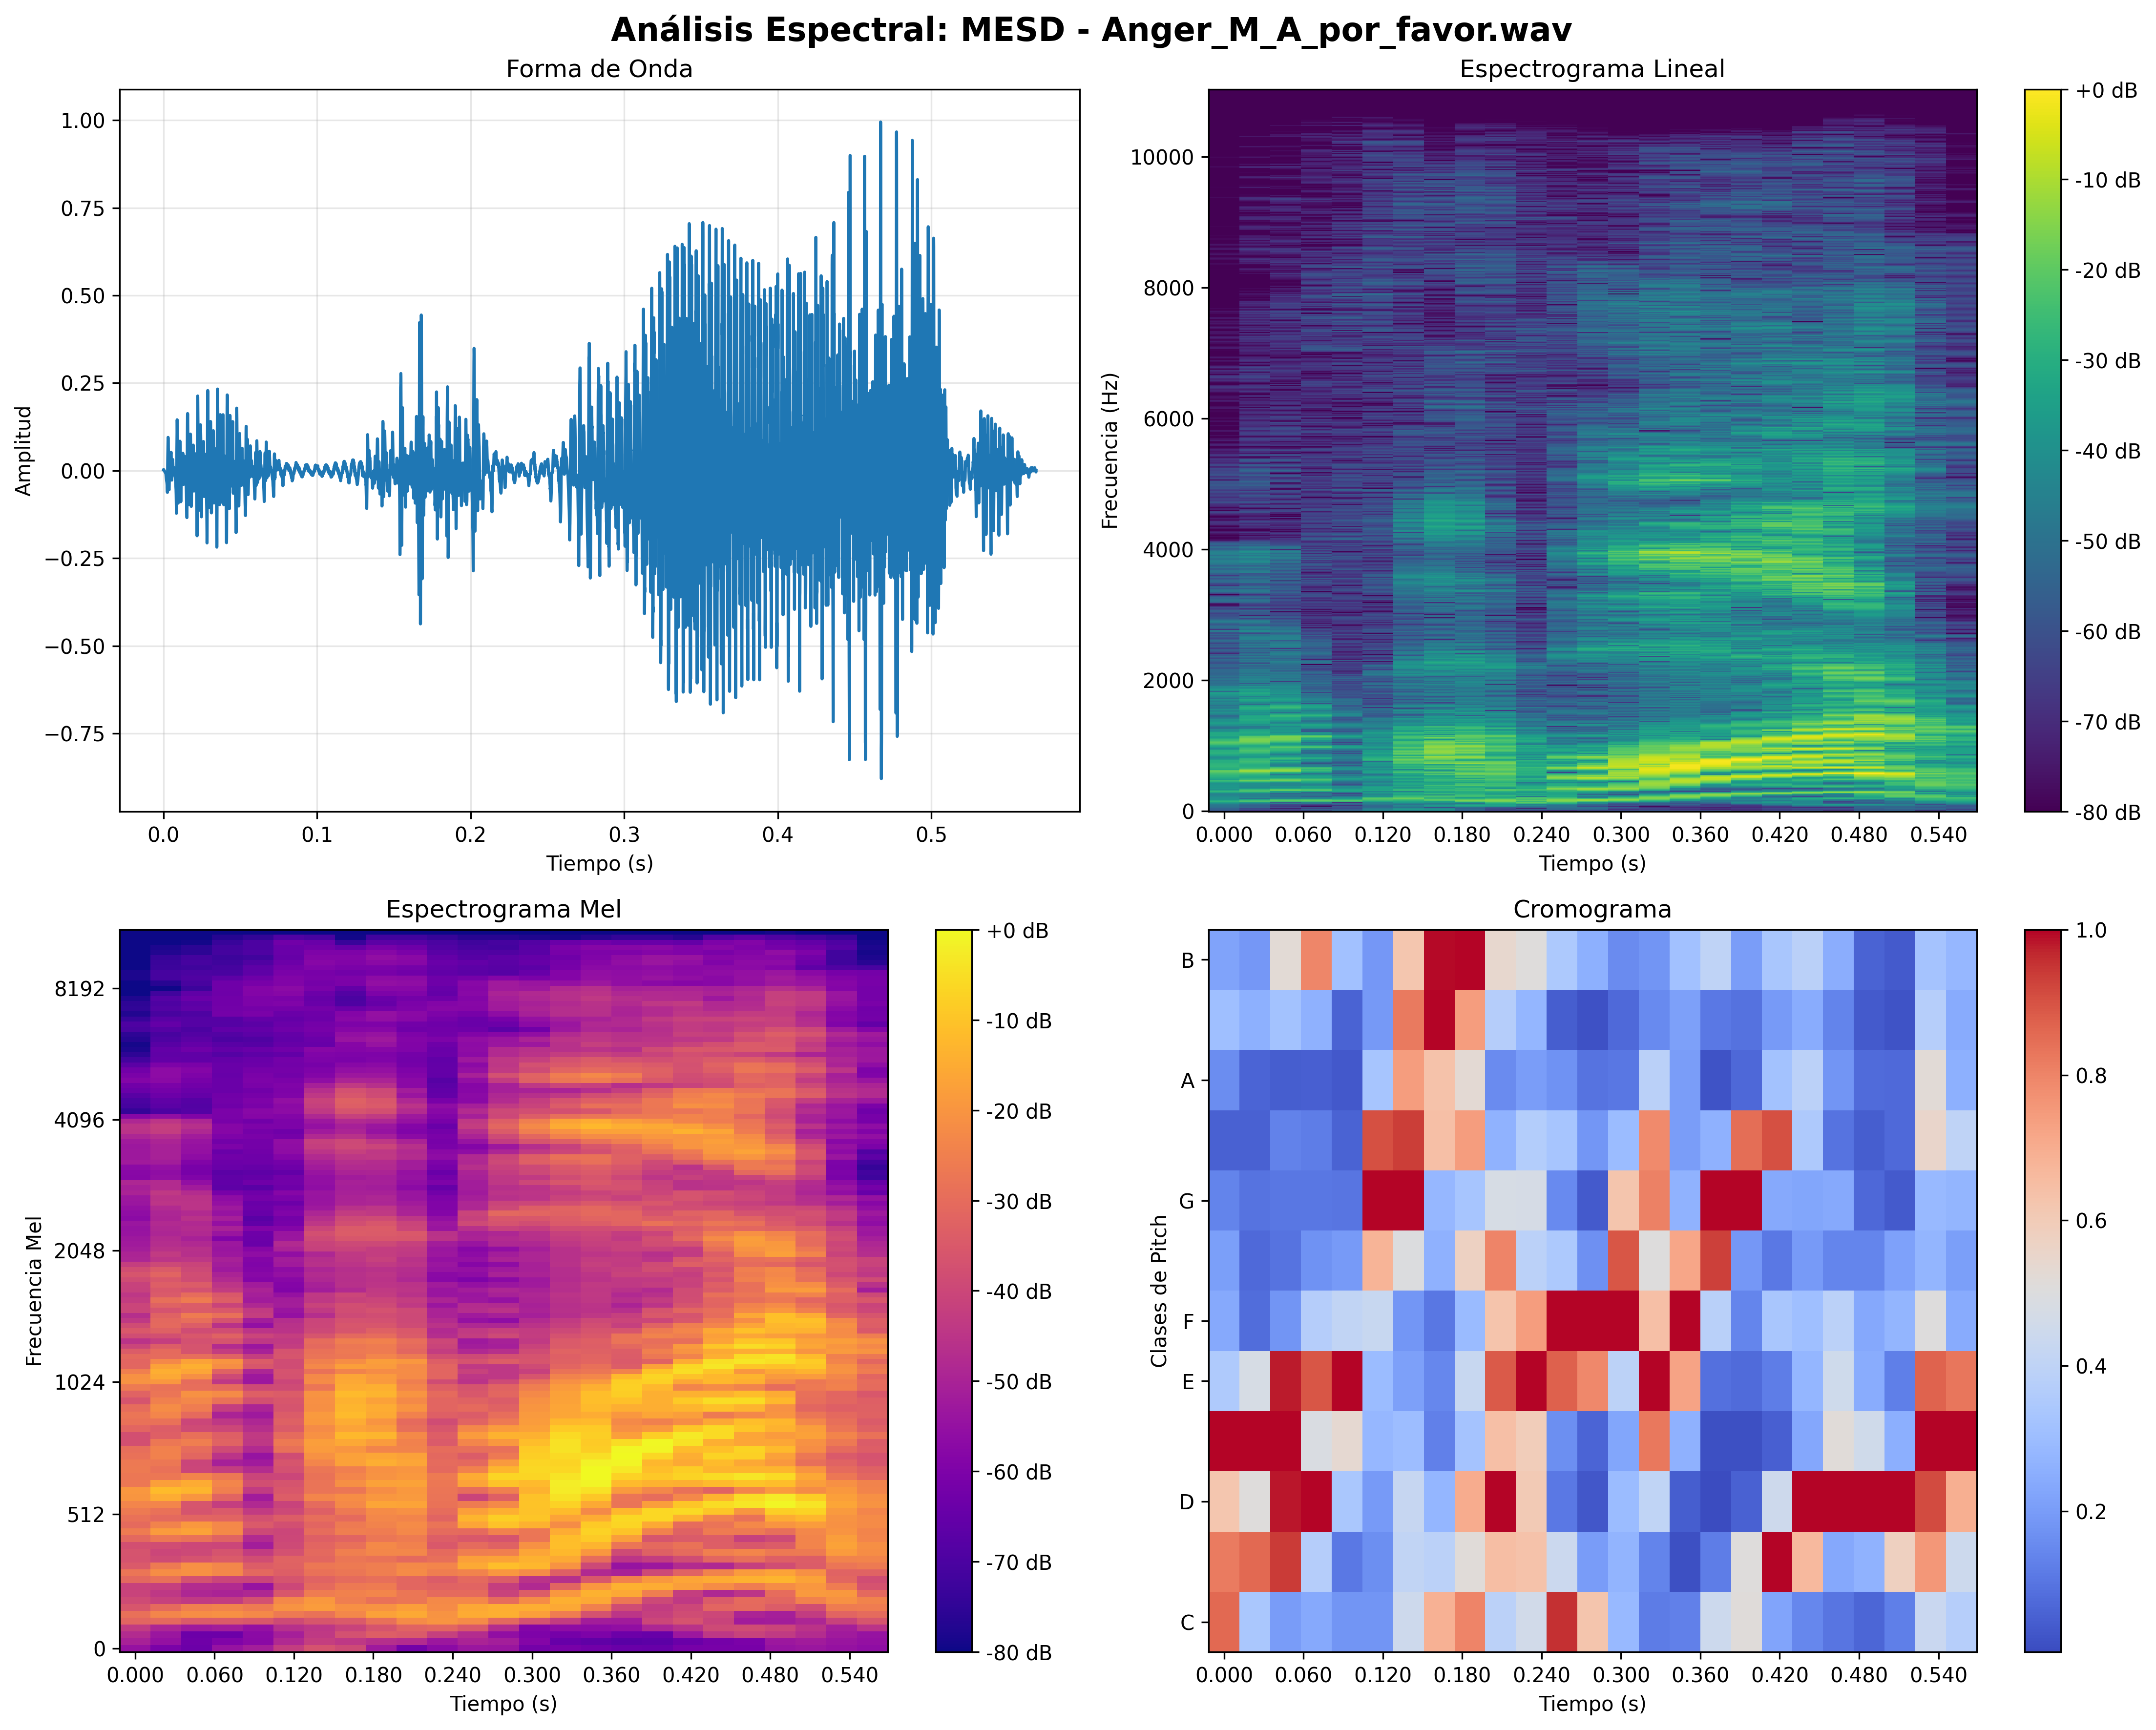 Análisis Espectral: MESD - Anger_M_A_por_favor.wav
Forma de Onda
Amplitud
1.00
0.75
0.50
0.25
0.00
−0.25
−0.50
−0.75
0.0 0.1 0.2 0.3 0.4 0.5
Tiempo (s)
Espectrograma Lineal
Frecuencia (Hz)
10000
8000
6000
4000
2000
0
0.000 0.060 0.120 0.180 0.240 0.300 0.360 0.420 0.480 0.540
Tiempo (s)
+0 dB
-10 dB
-20 dB
-30 dB
-40 dB
-50 dB
-60 dB
-70 dB
-80 dB
Espectrograma Mel
Frecuencia Mel
8192
4096
2048
1024
512
0
0.000 0.060 0.120 0.180 0.240 0.300 0.360 0.420 0.480 0.540
Tiempo (s)
+0 dB
-10 dB
-20 dB
-30 dB
-40 dB
-50 dB
-60 dB
-70 dB
-80 dB
Cromograma
Clases de Pitch
B
A
G
F
E
D
C
0.000 0.060 0.120 0.180 0.240 0.300 0.360 0.420 0.480 0.540
Tiempo (s)
1.0
0.8
0.6
0.4
0.2